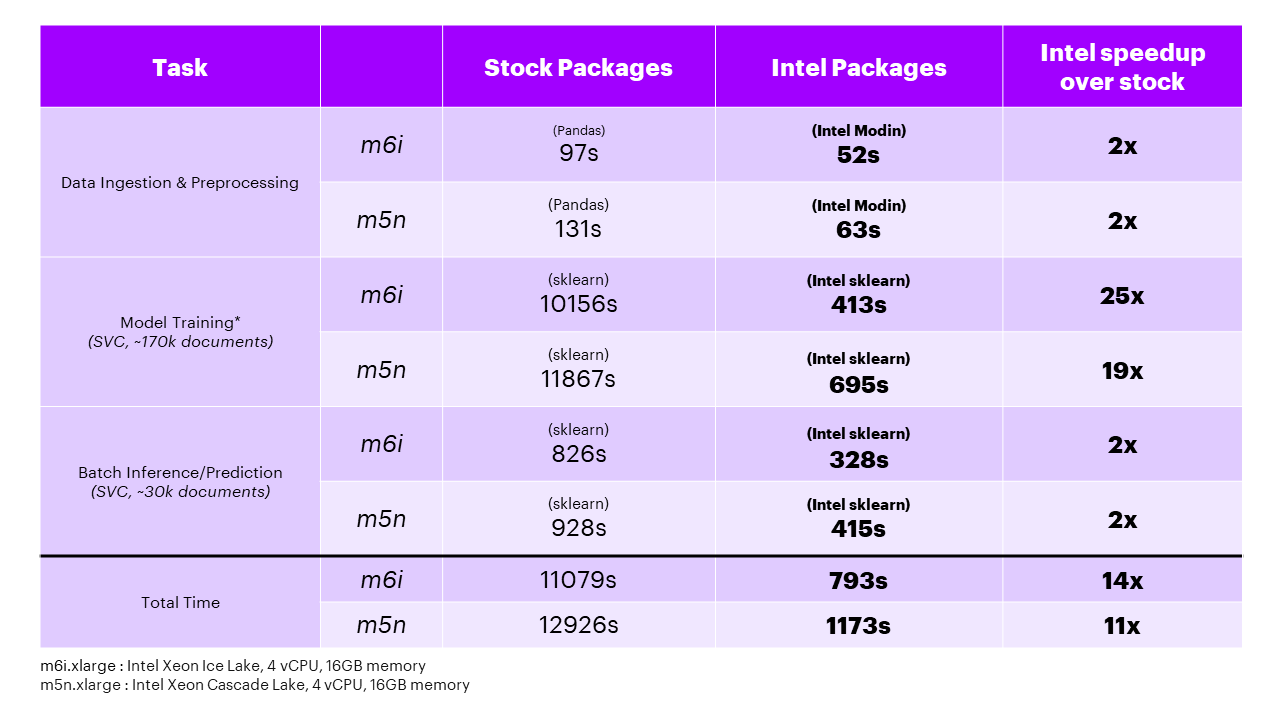 Task
Stock Packages
Intel Packages
Intel speedup
over stock
Data Ingestion & Preprocessing
m6i
(Pandas)
97s
(Intel Modin)
52s
2x
m5n
(Pandas)
131s
(Intel Modin)
63s
2x
Model Training*
(SVC, ~170k documents)
m6i
(sklearn)
10156s
(Intel sklearn)
413s
25x
m5n
(sklearn)
11867s
(Intel sklearn)
695s
19x
Batch Inference/Prediction
(SVC, ~30k documents)
m6i
(sklearn)
826s
(Intel sklearn)
328s
2x
m5n
(sklearn)
928s
(Intel sklearn)
415s
2x
Total Time
m6i
11079s
793s
14x
m5n
12926s
1173s
11x
m6i.xlarge : Intel Xeon Ice Lake, 4 vCPU, 16GB memory
m5n.xlarge : Intel Xeon Cascade Lake, 4 vCPU, 16GB memory